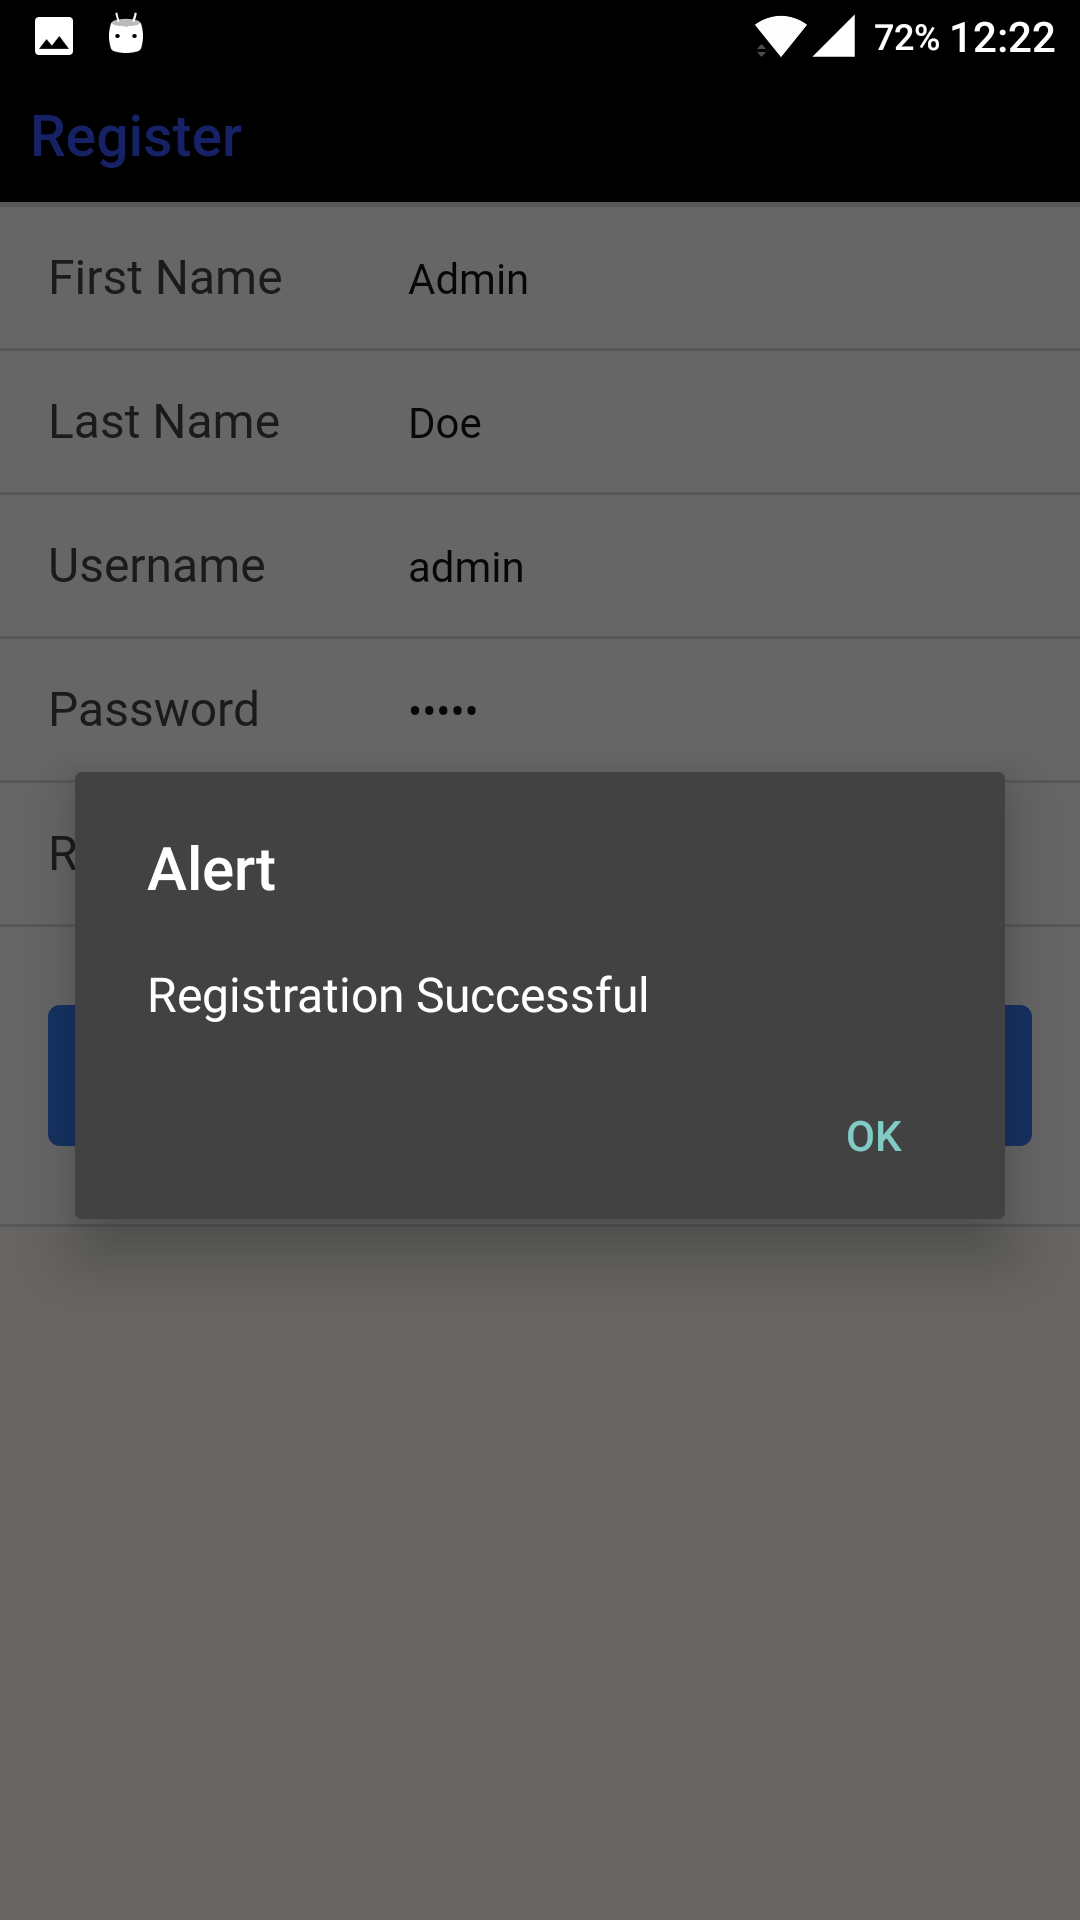 72% 12:22
Register
First Name Admin
Last Name Doe
Username admin
Password •••••
R
Alert
Registration Successful
OK